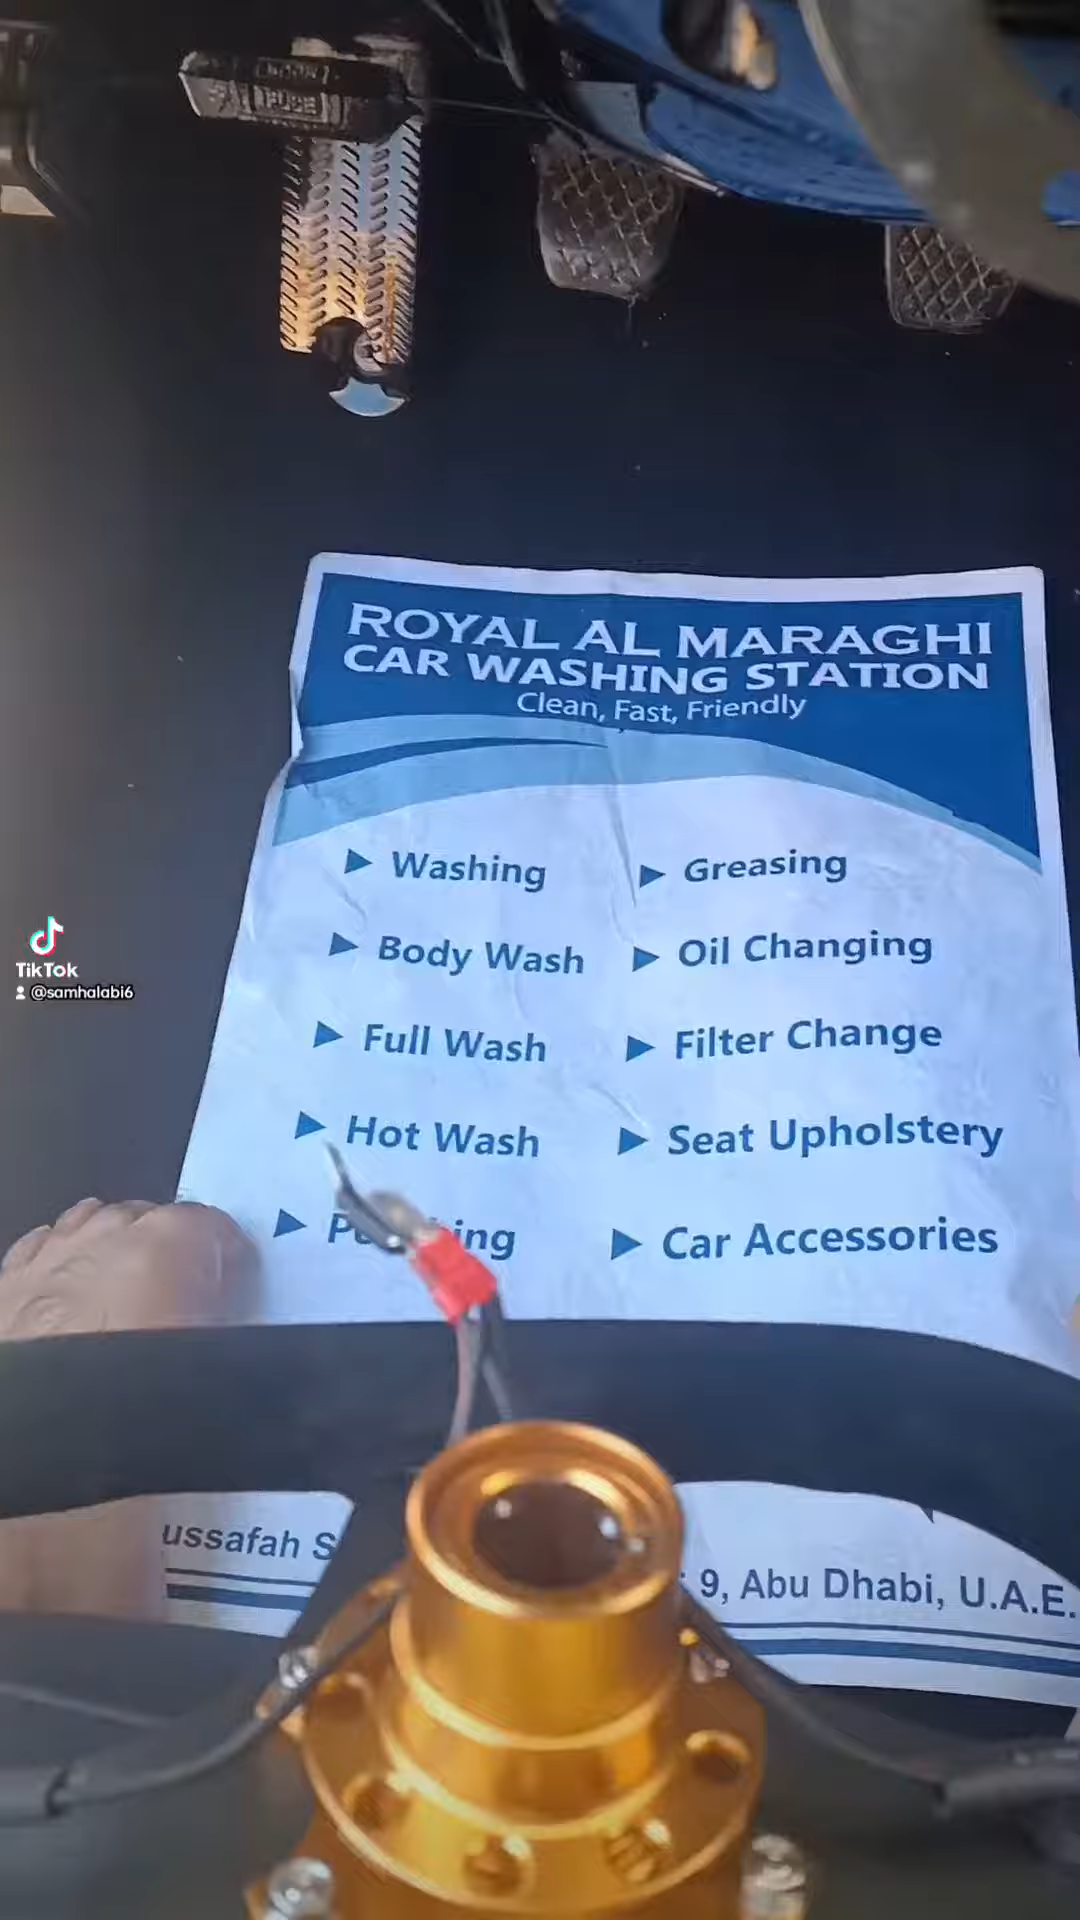 FUSE
ROYAL AL MARAGHI
CAR WASHING STATION
Clean, Fast, Friendly
Washing
Body Wash
Full Wash
Hot Wash
Greasing
Oil Changing
Filter Change
Seat Upholstery
Car Accessories
ussafah S
9, Abu Dhabi, U.A.E.
TikTok
@samhalabi6